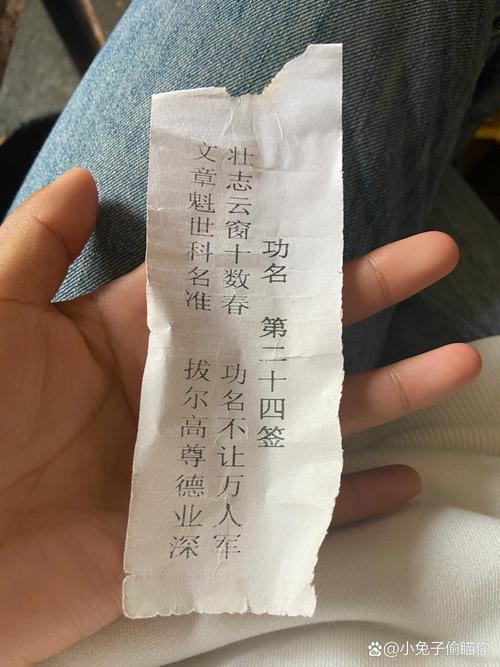 功名 第二十四签
壮志云窗十数春 功名不让万人军
文章魁世科名准 拔尔高尊德业深
@小兔子偷瞄你